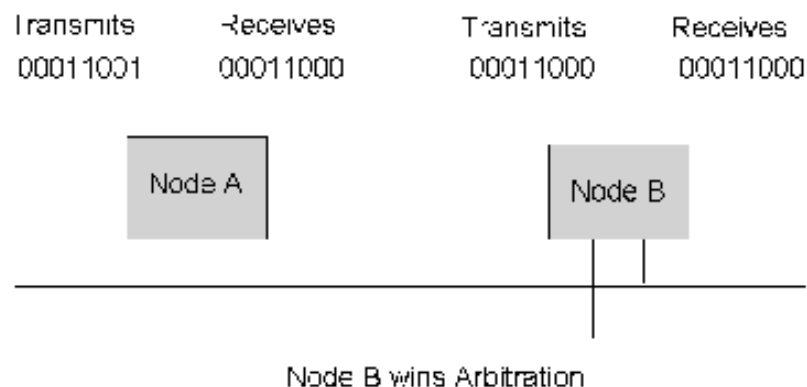 Transmits Receives Transmits Receives
00011001 00011000 00011000 00011000
Node A
Node B
Node B wins Arbitration